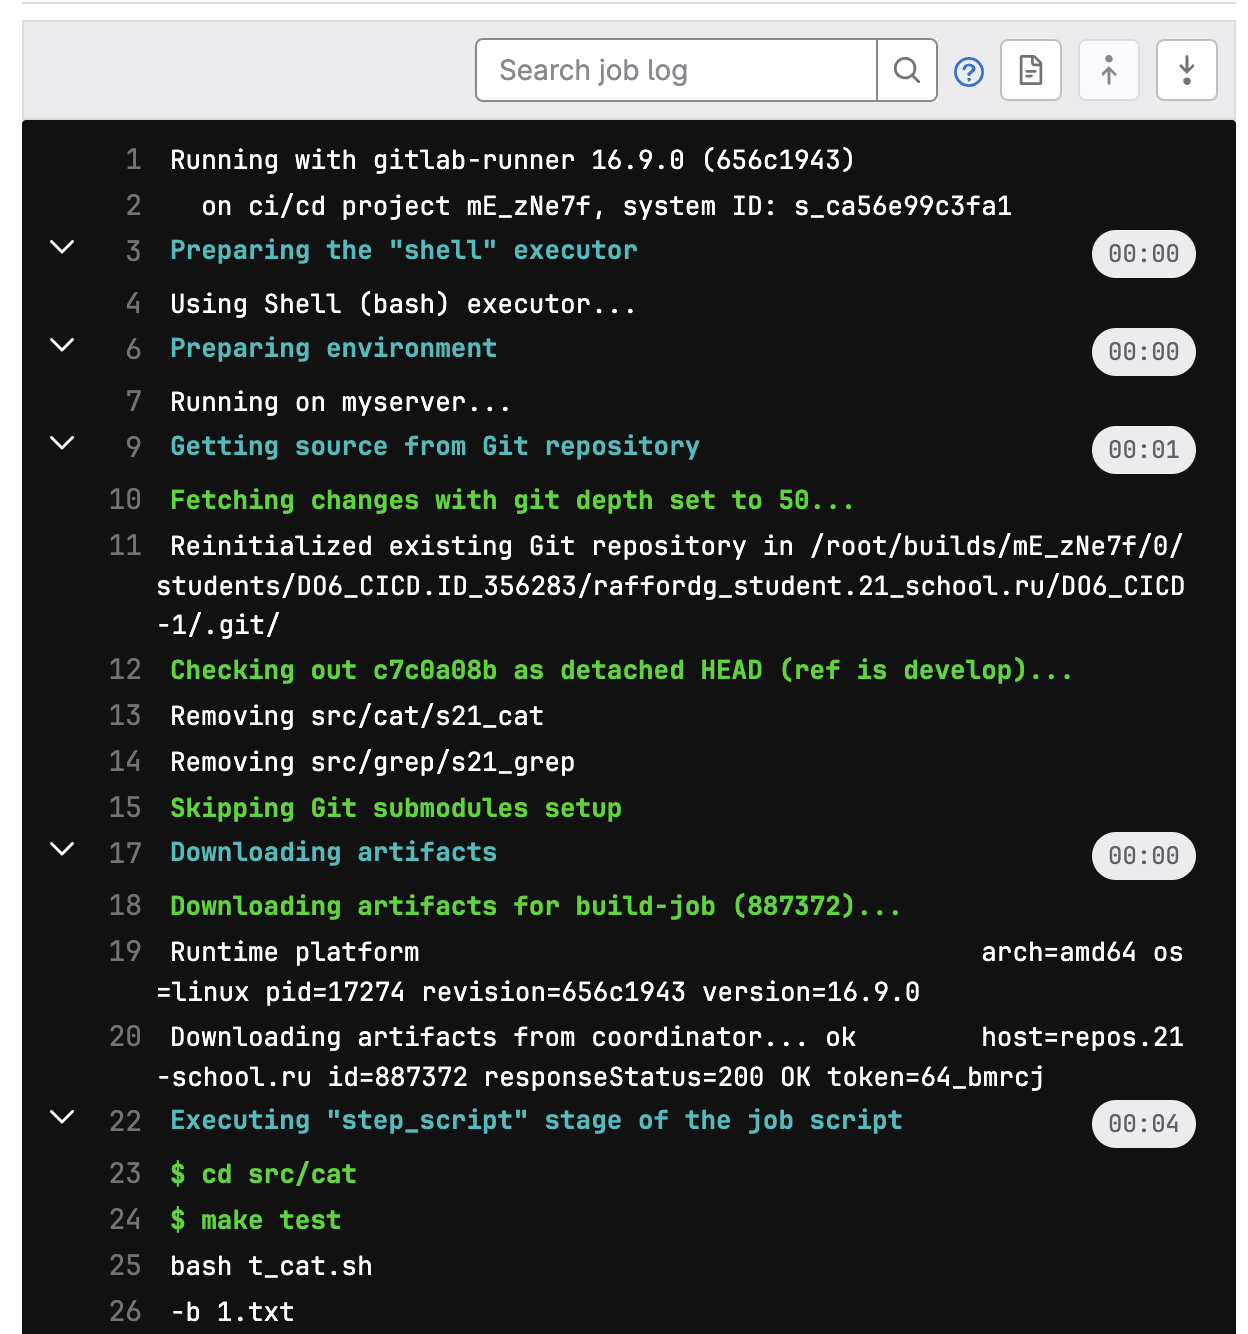 Search job log
1 Running with gitlab-runner 16.9.0 (656c1943)
2 on ci/cd project mE_zNe7f, system ID: s_ca56e99c3fa1
3 Preparing the "shell" executor 00:00
4 Using Shell (bash) executor...
6 Preparing environment 00:00
7 Running on myserver...
9 Getting source from Git repository 00:01
10 Fetching changes with git depth set to 50...
11 Reinitialized existing Git repository in /root/builds/mE_zNe7f/0/
students/DO6_CICD.ID_356283/raffordg_student.21_school.ru/DO6_CICD
-1/.git/
12 Checking out c7c0a08b as detached HEAD (ref is develop)...
13 Removing src/cat/s21_cat
14 Removing src/grep/s21_grep
15 Skipping Git submodules setup
17 Downloading artifacts 00:00
18 Downloading artifacts for build-job (887372)...
19 Runtime platform arch=amd64 os
=linux pid=17274 revision=656c1943 version=16.9.0
20 Downloading artifacts from coordinator... ok host=repos.21
-school.ru id=887372 responseStatus=200 OK token=64_bmrcj
22 Executing "step_script" stage of the job script 00:04
23 $ cd src/cat
24 $ make test
25 bash t_cat.sh
26 -b 1.txt